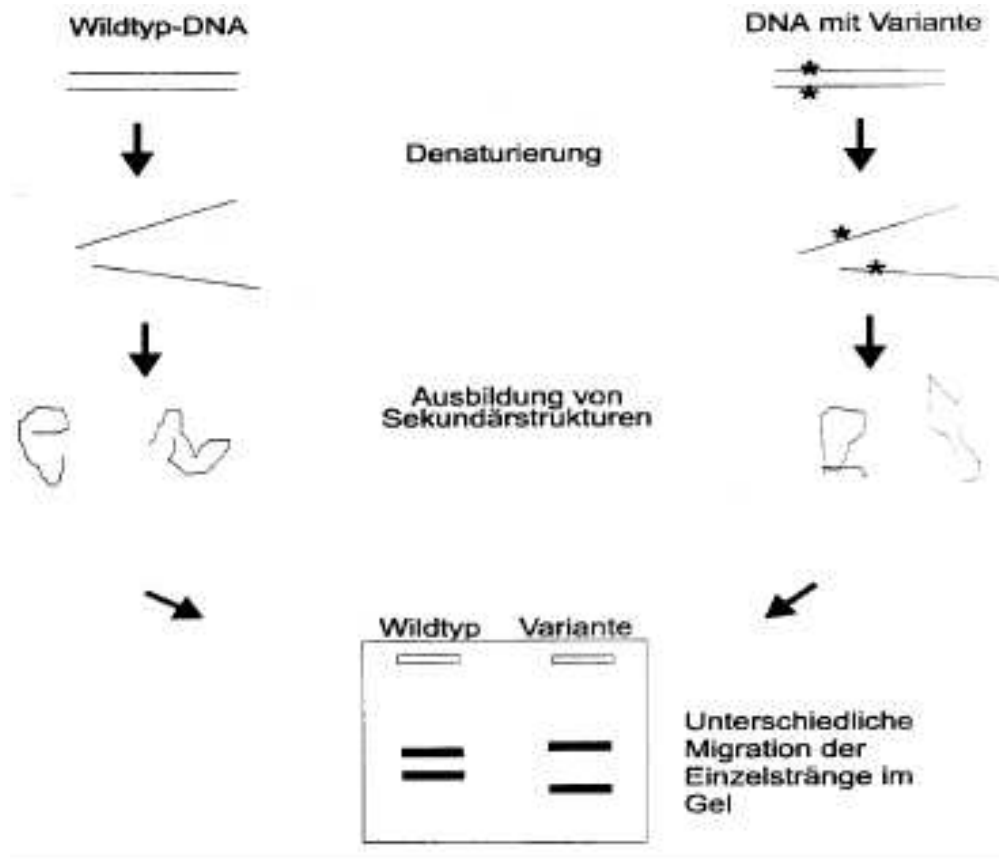 Wildtyp-DNA
DNA mit Variante
Denaturierung
Ausbildung von
Sekundärstrukturen
Wildtyp
Variante
Unterschiedliche
Migration der
Einzelstränge im
Gel